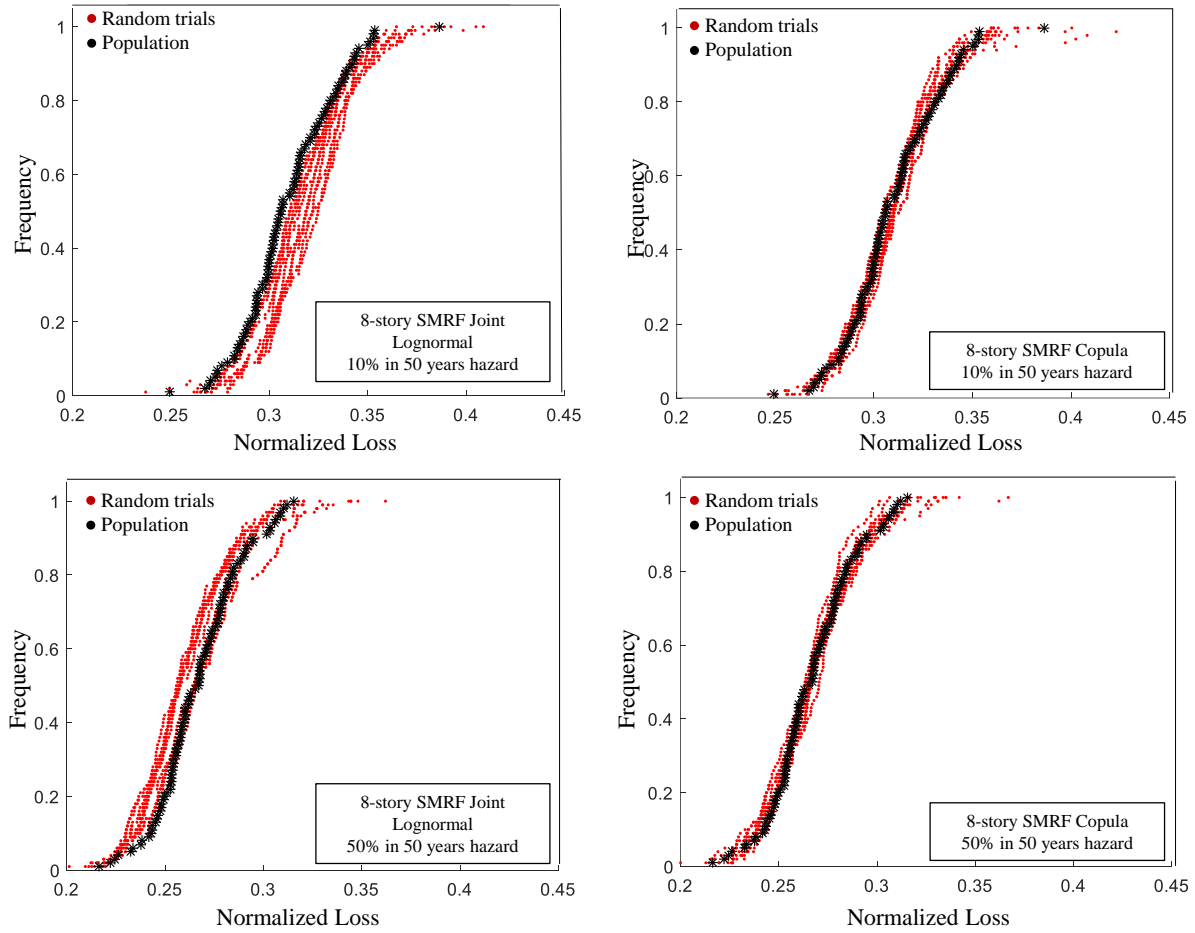 Random trials
Population
1
0.8
0.6
0.4
0.2
0
Frequency
8-story SMRF Joint
Lognormal
10% in 50 years hazard
0.2 0.25 0.3 0.35 0.4 0.45
Normalized Loss
Random trials
Population
1
0.8
0.6
0.4
0.2
0
Frequency
8-story SMRF Copula
10% in 50 years hazard
0.2 0.25 0.3 0.35 0.4 0.45
Normalized Loss
Random trials
Population
1
0.8
0.6
0.4
0.2
0
Frequency
8-story SMRF Joint
Lognormal
50% in 50 years hazard
0.2 0.25 0.3 0.35 0.4 0.45
Normalized Loss
Random trials
Population
1
0.8
0.6
0.4
0.2
0
Frequency
8-story SMRF Copula
50% in 50 years hazard
0.2 0.25 0.3 0.35 0.4 0.45
Normalized Loss